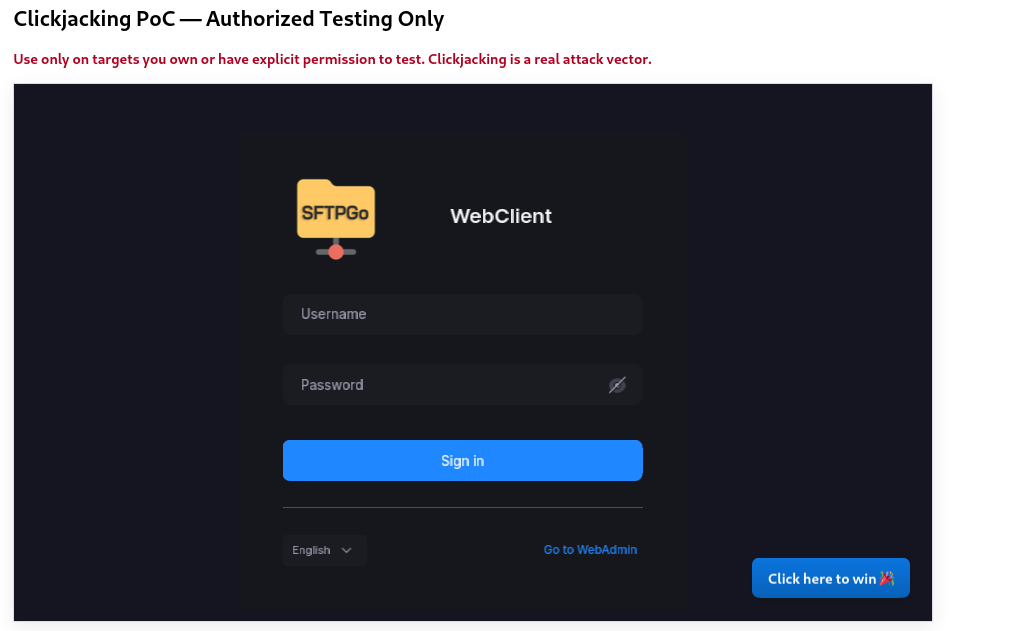 Clickjacking PoC — Authorized Testing Only
Use only on targets you own or have explicit permission to test. Clickjacking is a real attack vector.
SFTPGo
WebClient
Username
Password
Sign in
English
Go to WebAdmin
Click here to win 🎉